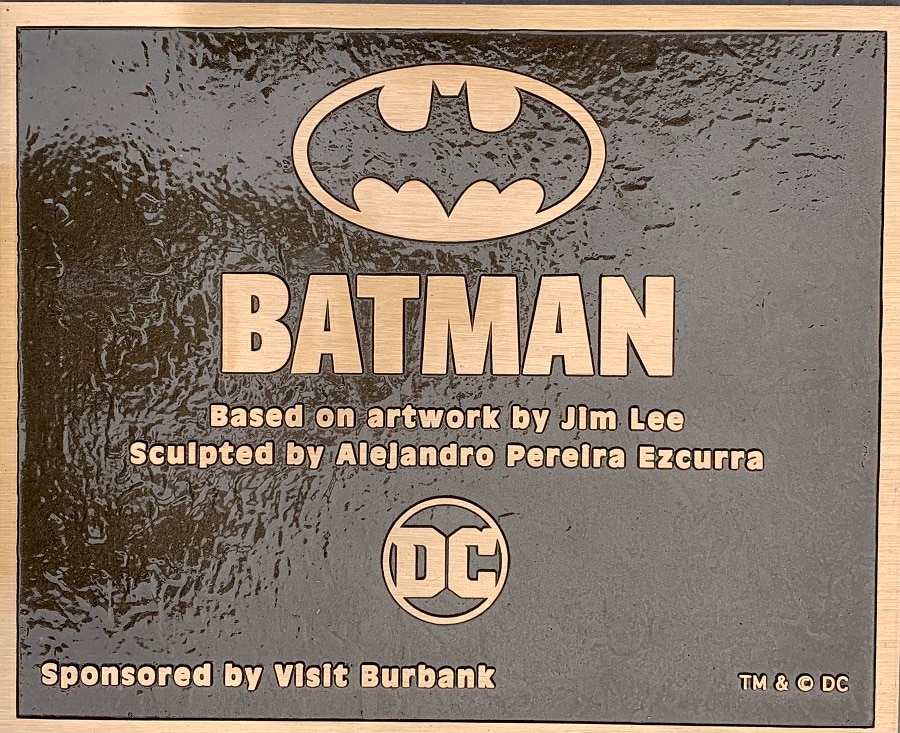 BATMAN
Based on artwork by Jim Lee
Sculpted by Alejandro Pereira Ezcurra
DC
Sponsored by Visit Burbank
TM & © DC